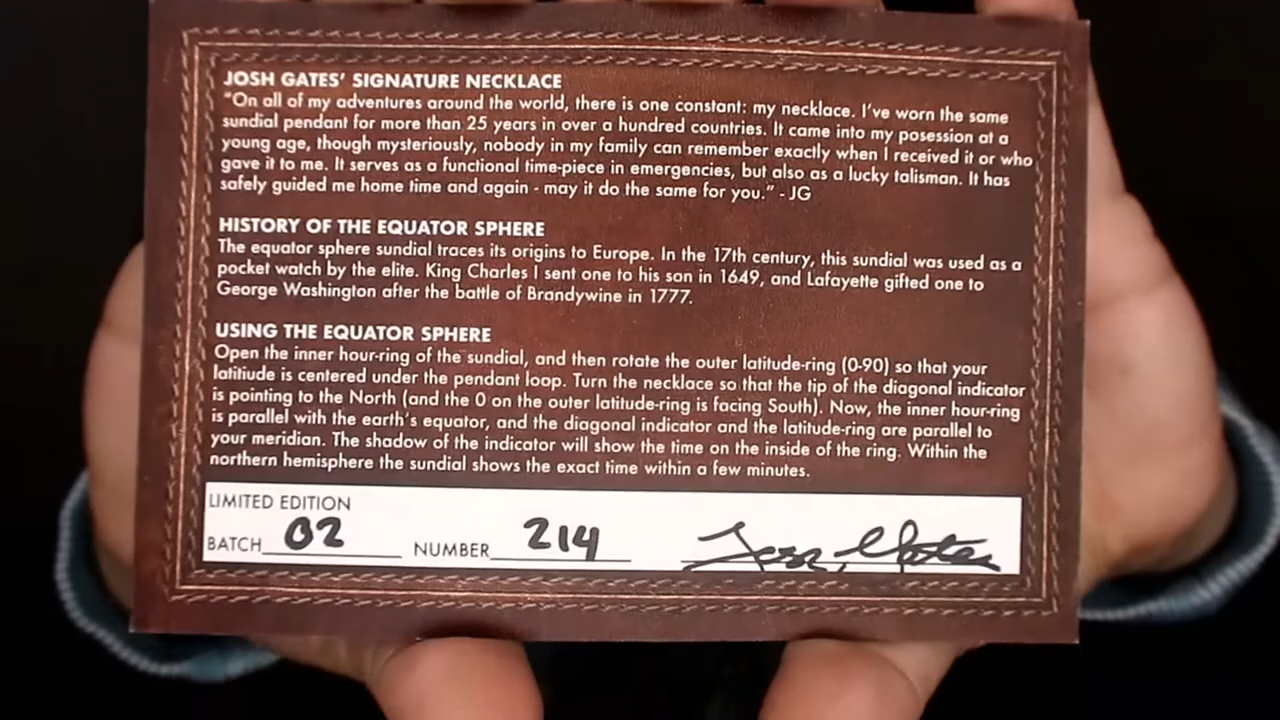 JOSH GATES' SIGNATURE NECKLACE
"On all of my adventures around the world, there is one constant: my necklace. I've worn the same
sundial pendant for more than 25 years in over a hundred countries. It came into my posession at a
young age, though mysteriously, nobody in my family can remember exactly when I received it or who
gave it to me. It serves as a functional time-piece in emergencies, but also as a lucky talisman. It has
safely guided me home time and again - may it do the same for you." - JG
HISTORY OF THE EQUATOR SPHERE
The equator sphere sundial traces its origins to Europe. In the 17th century, this sundial was used as a
pocket watch by the elite. King Charles I sent one to his son in 1649, and Lafayette gifted one to
George Washington after the battle of Brandywine in 1777.
USING THE EQUATOR SPHERE
Open the inner hour-ring of the sundial, and then rotate the outer latitude-ring (0-90) so that your
latitiude is centered under the pendant loop. Turn the necklace so that the tip of the diagonal indicator
is pointing to the North (and the 0 on the outer latitude-ring is facing South). Now, the inner hour-ring
is parallel with the earth's equator, and the diagonal indicator and the latitude-ring are parallel to
your meridian. The shadow of the indicator will show the time on the inside of the ring. Within the
northern hemisphere the sundial shows the exact time within a few minutes.
LIMITED EDITION
BATCH 02 NUMBER 214